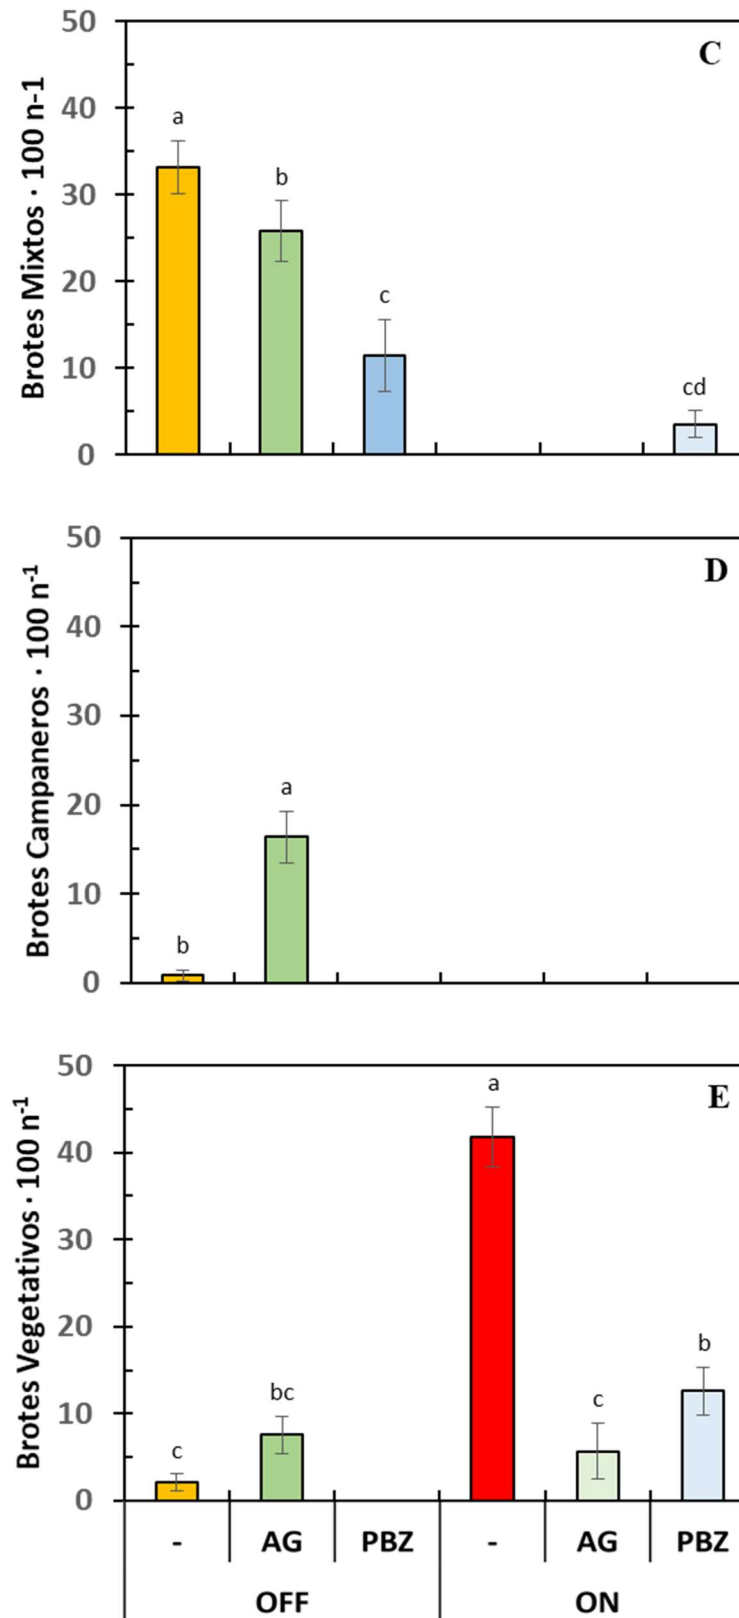 C
Brotes Mixtos · 100 n-1
50
40
30
20
10
0
a
b
c
cd
D
Brotes Campaneros · 100 n⁻¹
50
40
30
20
10
0
b
a
E
Brotes Vegetativos · 100 n⁻¹
50
40
30
20
10
0
c
bc
a
c
b
- AG PBZ - AG PBZ
OFF ON